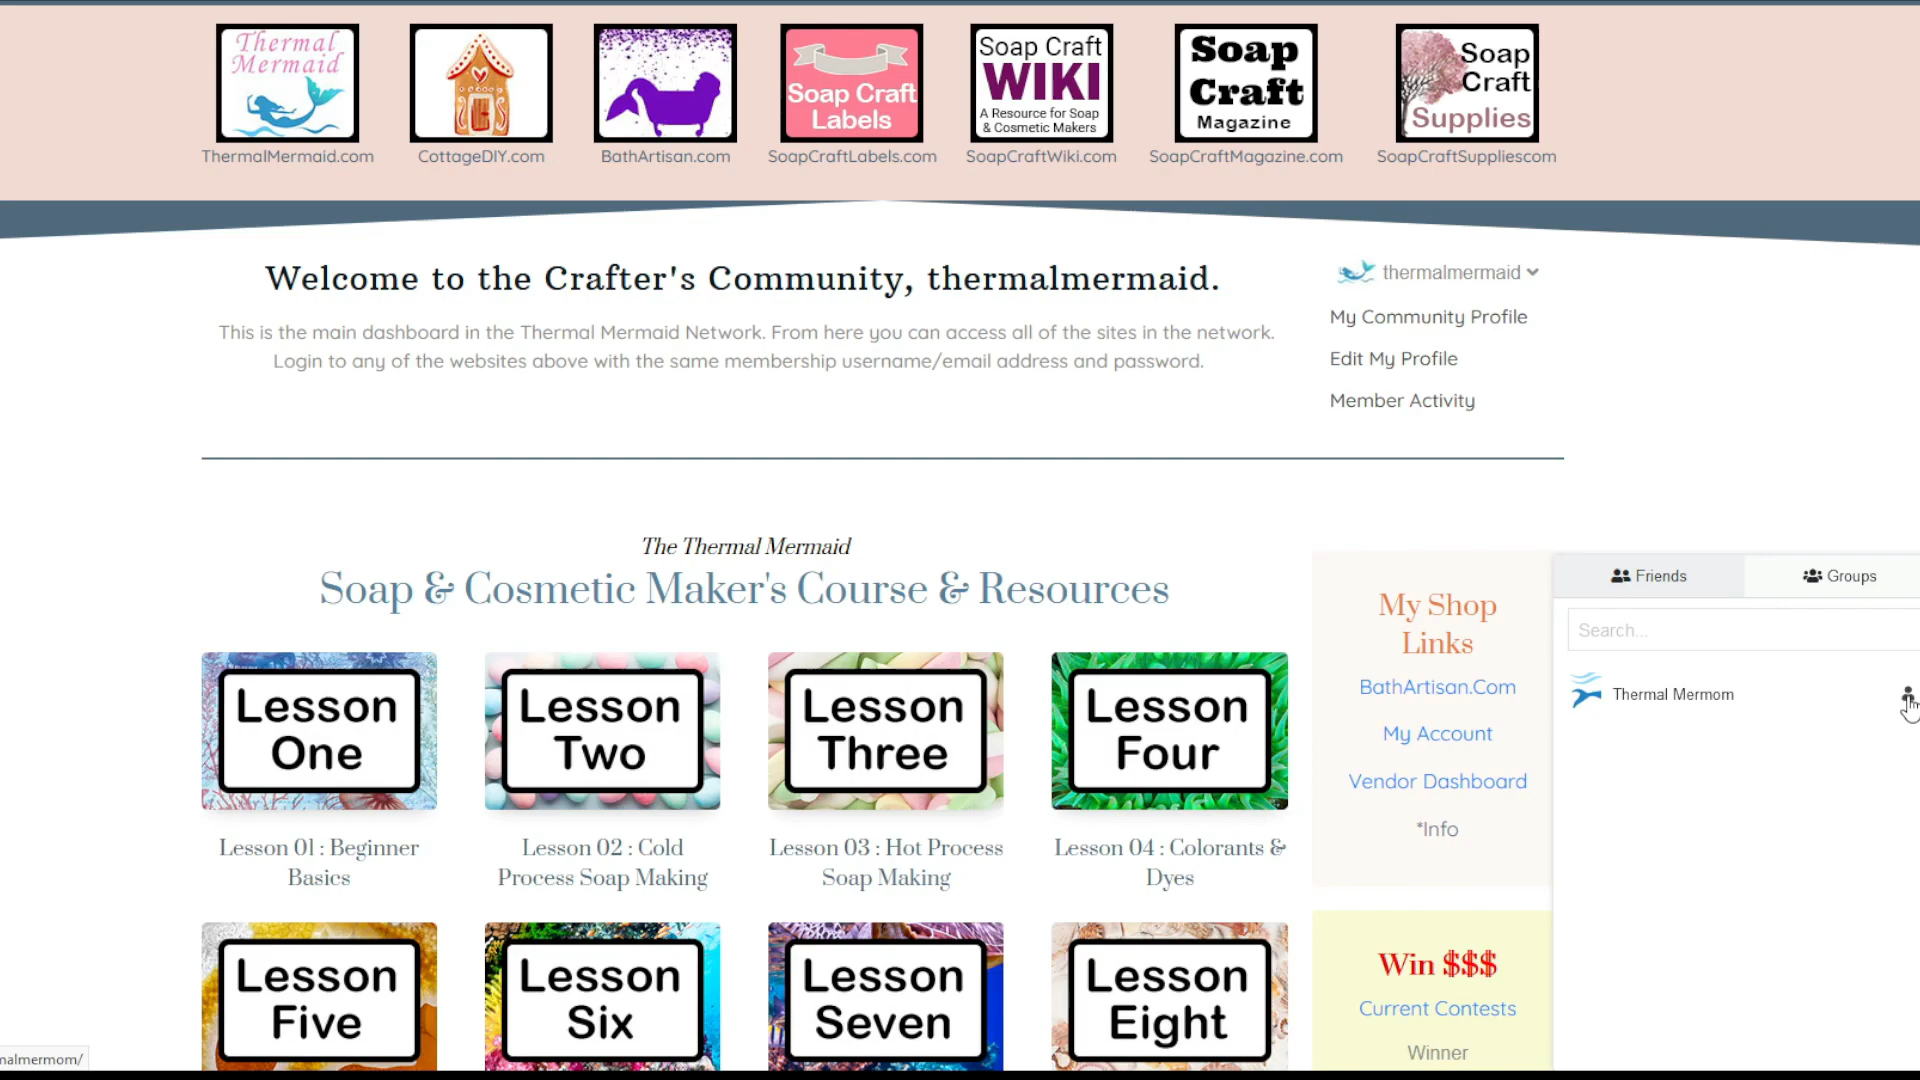 Thermal
Mermaid
Soap Craft
Labels
Soap Craft
WIKI
A Resource for Soap
& Cosmetic Makers
Soap
Craft
Magazine
Soap
Craft
Supplies
ThermalMermaid.com
CottageDIY.com
BathArtisan.com
SoapCraftLabels.com
SoapCraftWiki.com
SoapCraftMagazine.com
SoapCraftSuppliescom
Welcome to the Crafter's Community, thermalmermaid.
This is the main dashboard in the Thermal Mermaid Network. From here you can access all of the sites in the network.
Login to any of the websites above with the same membership username/email address and password.
thermalmermaid
My Community Profile
Edit My Profile
Member Activity
The Thermal Mermaid
Soap & Cosmetic Maker's Course & Resources
Lesson
One
Lesson
Two
Lesson
Three
Lesson
Four
Lesson 01 : Beginner
Basics
Lesson 02 : Cold
Process Soap Making
Lesson 03 : Hot Process
Soap Making
Lesson 04 : Colorants &
Dyes
Lesson
Five
Lesson
Six
Lesson
Seven
Lesson
Eight
My Shop
Links
BathArtisan.Com
My Account
Vendor Dashboard
*Info
Win $$$
Current Contests
Winner
Friends
Groups
Search...
Thermal Mermom
malmermom/